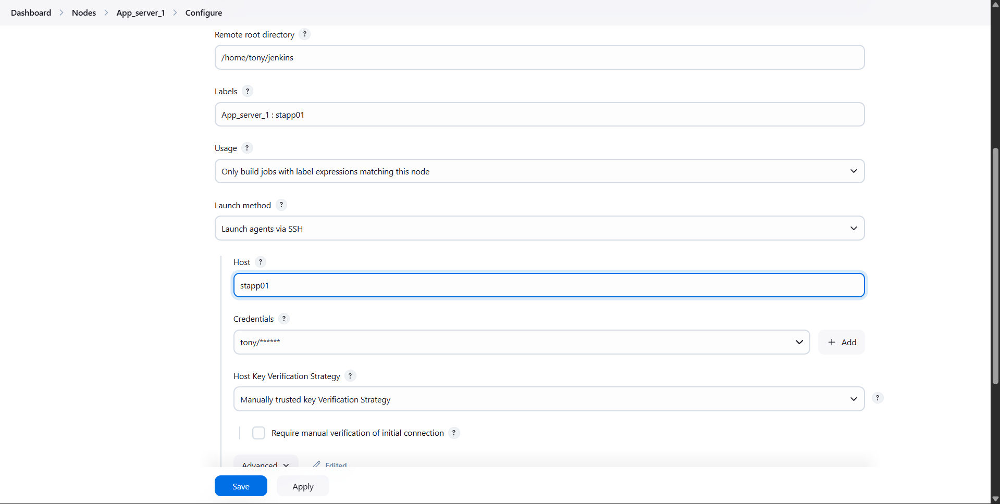 Dashboard > Nodes > App_server_1 > Configure
Remote root directory ?
/home/tony/jenkins
Labels ?
App_server_1 : stapp01
Usage ?
Only build jobs with label expressions matching this node
Launch method ?
Launch agents via SSH
Host ?
stapp01
Credentials ?
tony/******
+ Add
Host Key Verification Strategy ?
Manually trusted key Verification Strategy
?
Require manual verification of initial connection ?
Advanced
Edited
Save
Apply